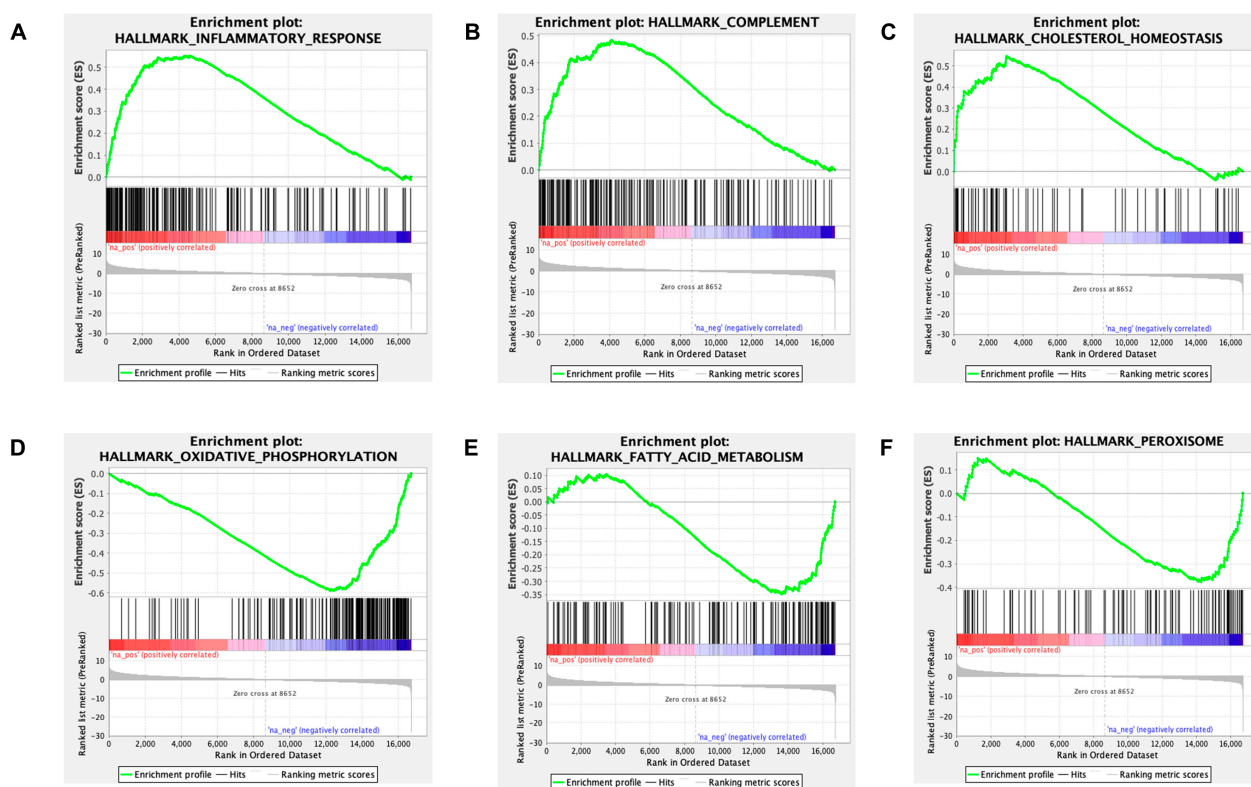 A
Enrichment plot:
HALLMARK_INFLAMMATORY_RESPONSE
Enrichment score (ES)
0.5
0.4
0.3
0.2
0.1
0.0
'na_pos' (positively correlated)
Ranked list metric (PreRanked)
10
0
-10
-20
-30
Zero cross at 8652
'na_neg' (negatively correlated)
0 2,000 4,000 6,000 8,000 10,000 12,000 14,000 16,000
Rank in Ordered Dataset
Enrichment profile Hits Ranking metric scores
B
Enrichment plot: HALLMARK_COMPLEMENT
Enrichment score (ES)
0.5
0.4
0.3
0.2
0.1
0.0
'na_pos' (positively correlated)
Ranked list metric (PreRanked)
10
0
-10
-20
-30
Zero cross at 8652
'na_neg' (negatively correlated)
0 2,000 4,000 6,000 8,000 10,000 12,000 14,000 16,000
Rank in Ordered Dataset
Enrichment profile Hits Ranking metric scores
C
Enrichment plot:
HALLMARK_CHOLESTEROL_HOMEOSTASIS
Enrichment score (ES)
0.5
0.4
0.3
0.2
0.1
0.0
'na_pos' (positively correlated)
Ranked list metric (PreRanked)
10
0
-10
-20
-30
Zero cross at 8652
'na_neg' (negatively correlated)
0 2,000 4,000 6,000 8,000 10,000 12,000 14,000 16,000
Rank in Ordered Dataset
Enrichment profile Hits Ranking metric scores
D
Enrichment plot:
HALLMARK_OXIDATIVE_PHOSPHORYLATION
Enrichment score (ES)
0.0
-0.1
-0.2
-0.3
-0.4
-0.5
-0.6
'na_pos' (positively correlated)
Ranked list metric (PreRanked)
10
0
-10
-20
-30
Zero cross at 8652
'na_neg' (negatively correlated)
0 2,000 4,000 6,000 8,000 10,000 12,000 14,000 16,000
Rank in Ordered Dataset
Enrichment profile Hits Ranking metric scores
E
Enrichment plot:
HALLMARK_FATTY_ACID_METABOLISM
Enrichment score (ES)
0.10
0.05
0.00
-0.05
-0.10
-0.15
-0.20
-0.25
-0.30
-0.35
'na_pos' (positively correlated)
Ranked list metric (PreRanked)
10
0
-10
-20
-30
Zero cross at 8652
'na_neg' (negatively correlated)
0 2,000 4,000 6,000 8,000 10,000 12,000 14,000 16,000
Rank in Ordered Dataset
Enrichment profile Hits Ranking metric scores
F
Enrichment plot: HALLMARK_PEROXISOME
Enrichment score (ES)
0.1
0.0
-0.1
-0.2
-0.3
-0.4
'na_pos' (positively correlated)
Ranked list metric (PreRanked)
10
0
-10
-20
-30
Zero cross at 8652
'na_neg' (negatively correlated)
0 2,000 4,000 6,000 8,000 10,000 12,000 14,000 16,000
Rank in Ordered Dataset
Enrichment profile Hits Ranking metric scores